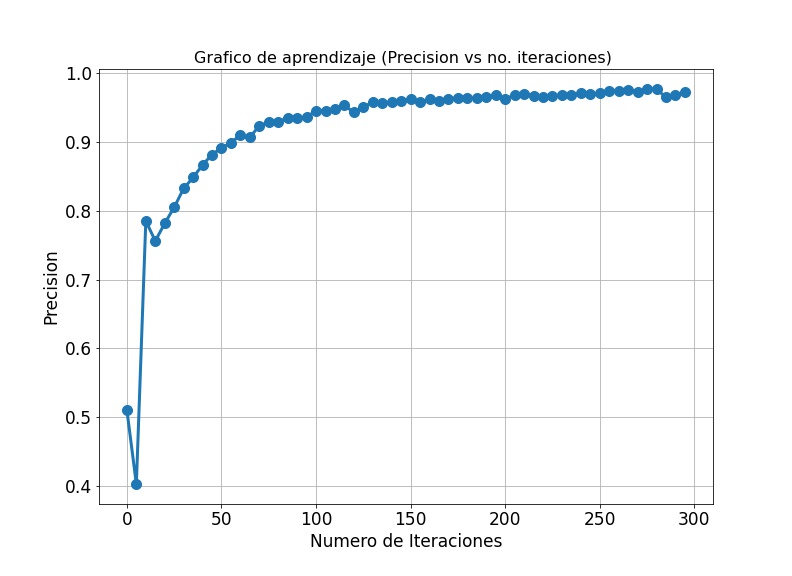 Grafico de aprendizaje (Precision vs no. iteraciones)
1.0
0.9
0.8
0.7
0.6
0.5
0.4
Precision
0 50 100 150 200 250 300
Numero de Iteraciones